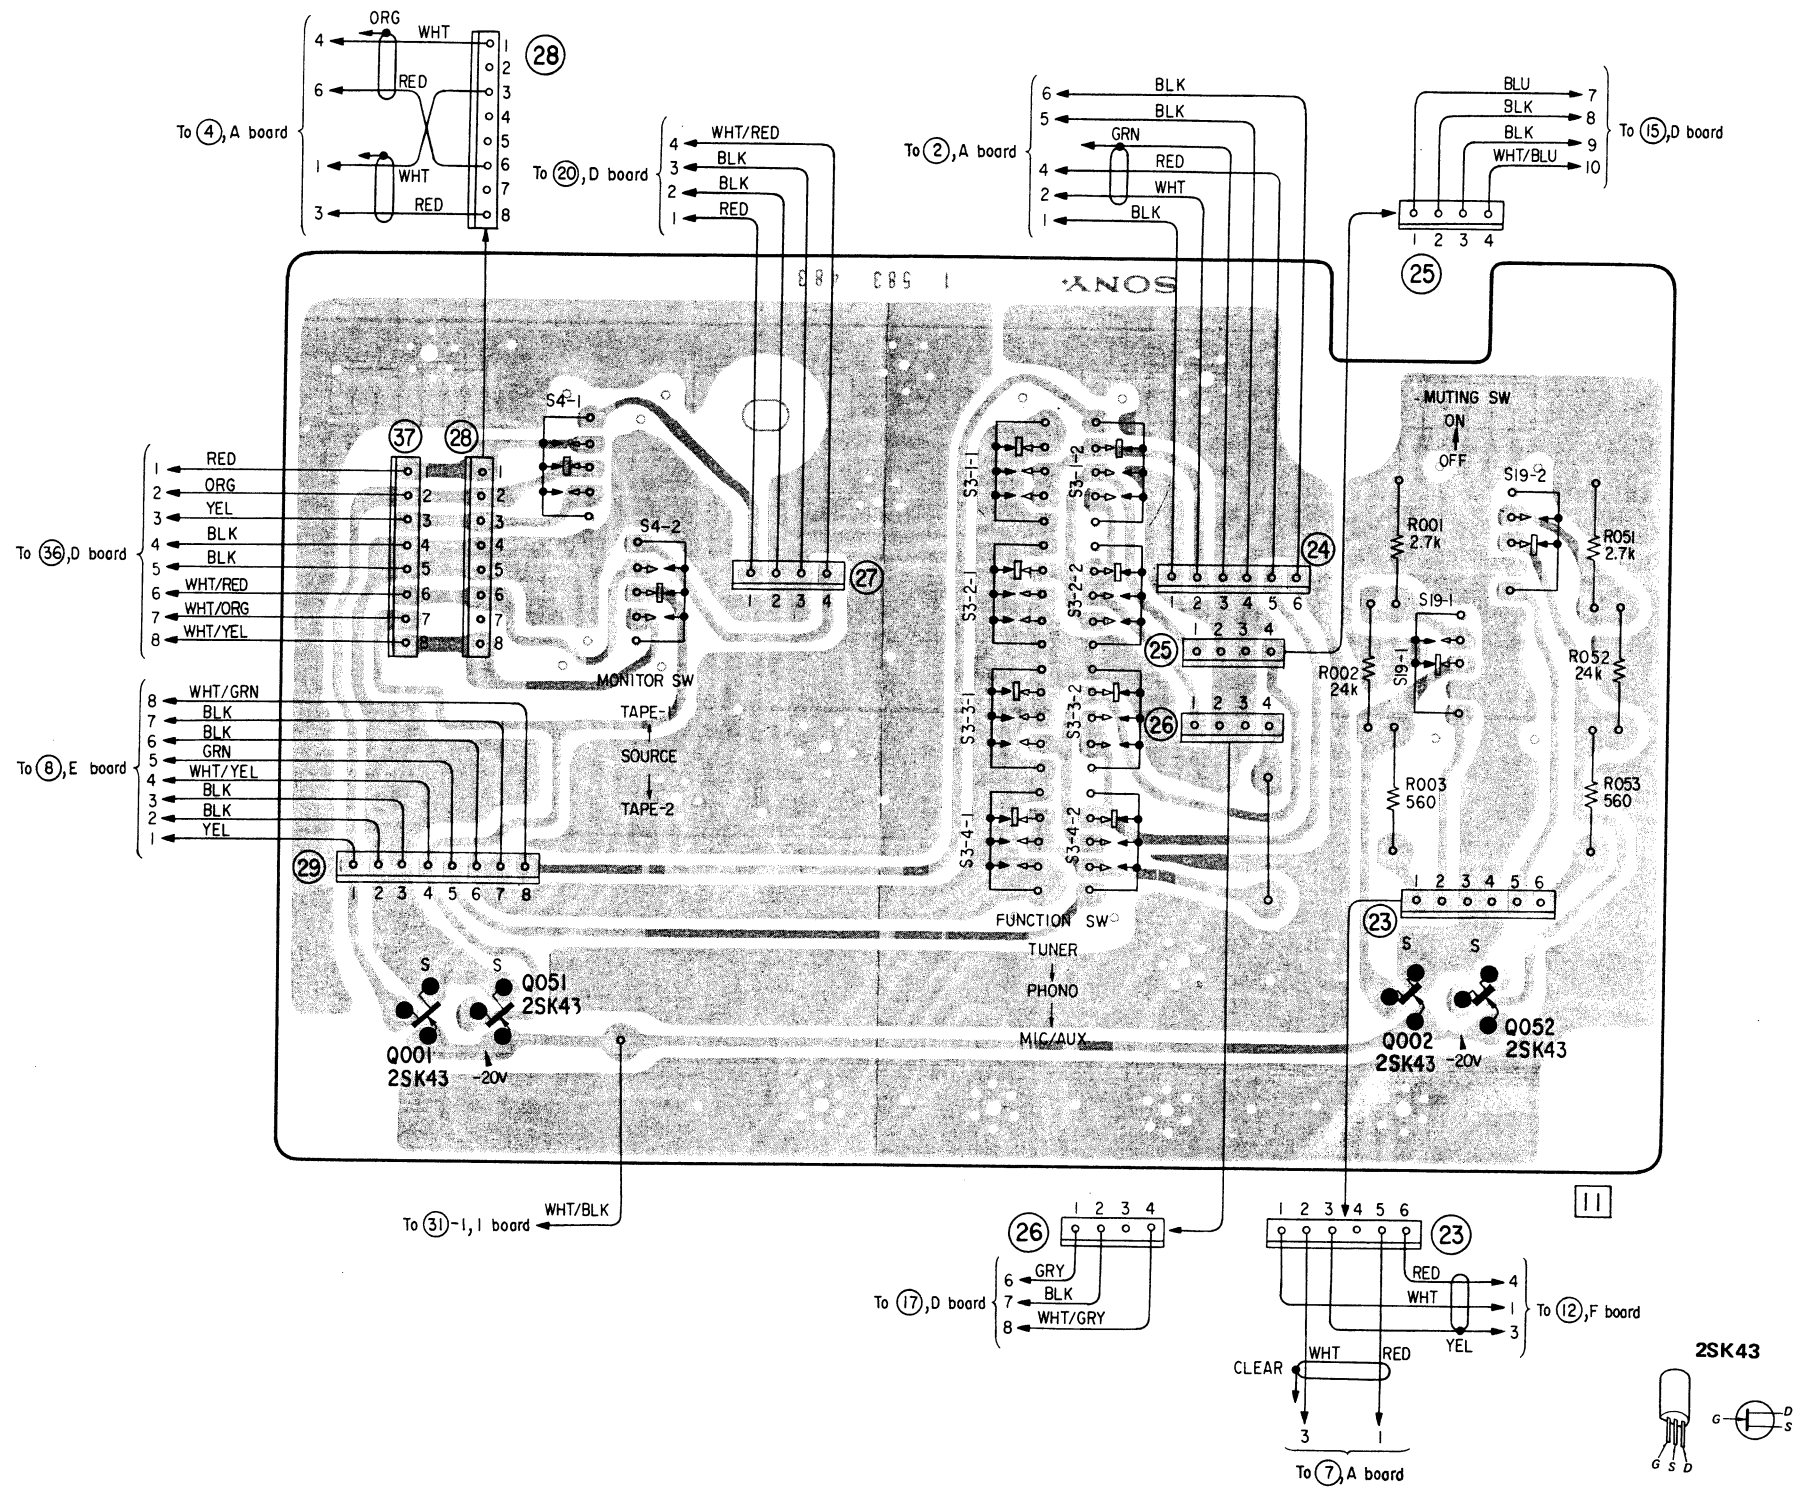 ORG
4 WHT
6 RED
To 4, A board
1 WHT
3 RED
1
2
3
4
5
6
7
8
28
To 20, D board
4 WHT/RED
3 BLK
2 BLK
1 RED
To 2, A board
6 BLK
5 BLK
GRN
4 RED
2 WHT
1 BLK
BLU 7
BLK 8
BLK 9
WHT/BLU 10
To 15, D board
1 2 3 4
25
1 583 483
SONY
37 28
S4-1
To 36, D board
1 RED
2 ORG
3 YEL
4 BLK
5 BLK
6 WHT/RED
7 WHT/ORG
8 WHT/YEL
2
3
4
5
6
7
8
1
2
3
4
5
6
7
8
S4-2
1 2 3 4
27
MONITOR SW
TAPE-1
SOURCE
TAPE-2
S3-1-1
S3-1-2
S3-2-1
S3-2-2
S3-3-1
S3-3-2
S3-4-1
S3-4-2
FUNCTION SW
TUNER
PHONO
MIC/AUX
24
1 2 3 4 5 6
25
1 2 3 4
26
1 2 3 4
MUTING SW
ON
OFF
S19-2
R001
2.7k
R051
2.7k
S19-1
S19-1
R002
24k
R052
24k
R003
560
R053
560
To 8, E board
8 WHT/GRN
7 BLK
6 BLK
5 GRN
4 WHT/YEL
3 BLK
2 BLK
1 YEL
29
1 2 3 4 5 6 7 8
1 2 3 4 5 6
23
S S
Q051
2SK43
Q001
2SK43
-20V
S S
Q002
2SK43
Q052
2SK43
-20V
11
To 31-1, I board
WHT/BLK
26
1 2 3 4
To 17, D board
6 GRY
7 BLK
8 WHT/GRY
1 2 3 4 5 6
23
RED 4
WHT 1
3
YEL
To 12, F board
CLEAR
WHT RED
3 1
To 7, A board
2SK43
G S D
G D S